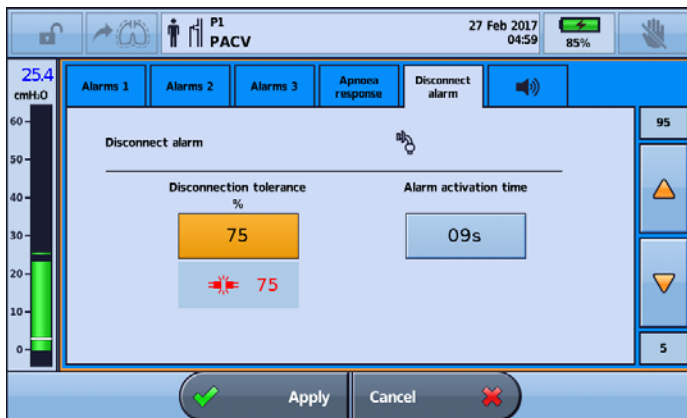 P1
PACV
27 Feb 2017
04:59
85%
25.4
cmH₂O
Alarms 1
Alarms 2
Alarms 3
Apnoea
response
Disconnect
alarm
60
50
40
30
20
10
0
Disconnect alarm
Disconnection tolerance
%
75
75
Alarm activation time
09s
95
5
Apply
Cancel